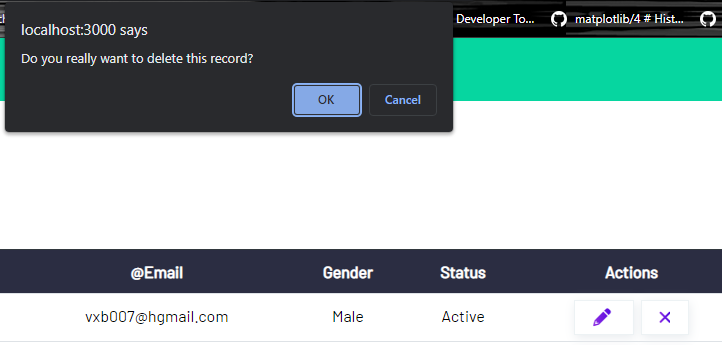 localhost:3000 says
Do you really want to delete this record?
OK Cancel
Developer To... matplotlib/4 # Hist...
@Email Gender Status Actions
vxb007@hgmail.com Male Active